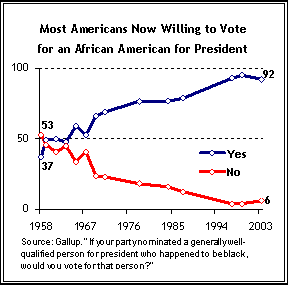 Most Americans Now Willing to Vote
for an African American for President
100
92
53
50
37
Yes
No
6
0
1958 1967 1976 1985 1994 2003
Source: Gallup. "If your party nominated a generally well-
qualified person for president who happened to be black,
would you vote for that person?"